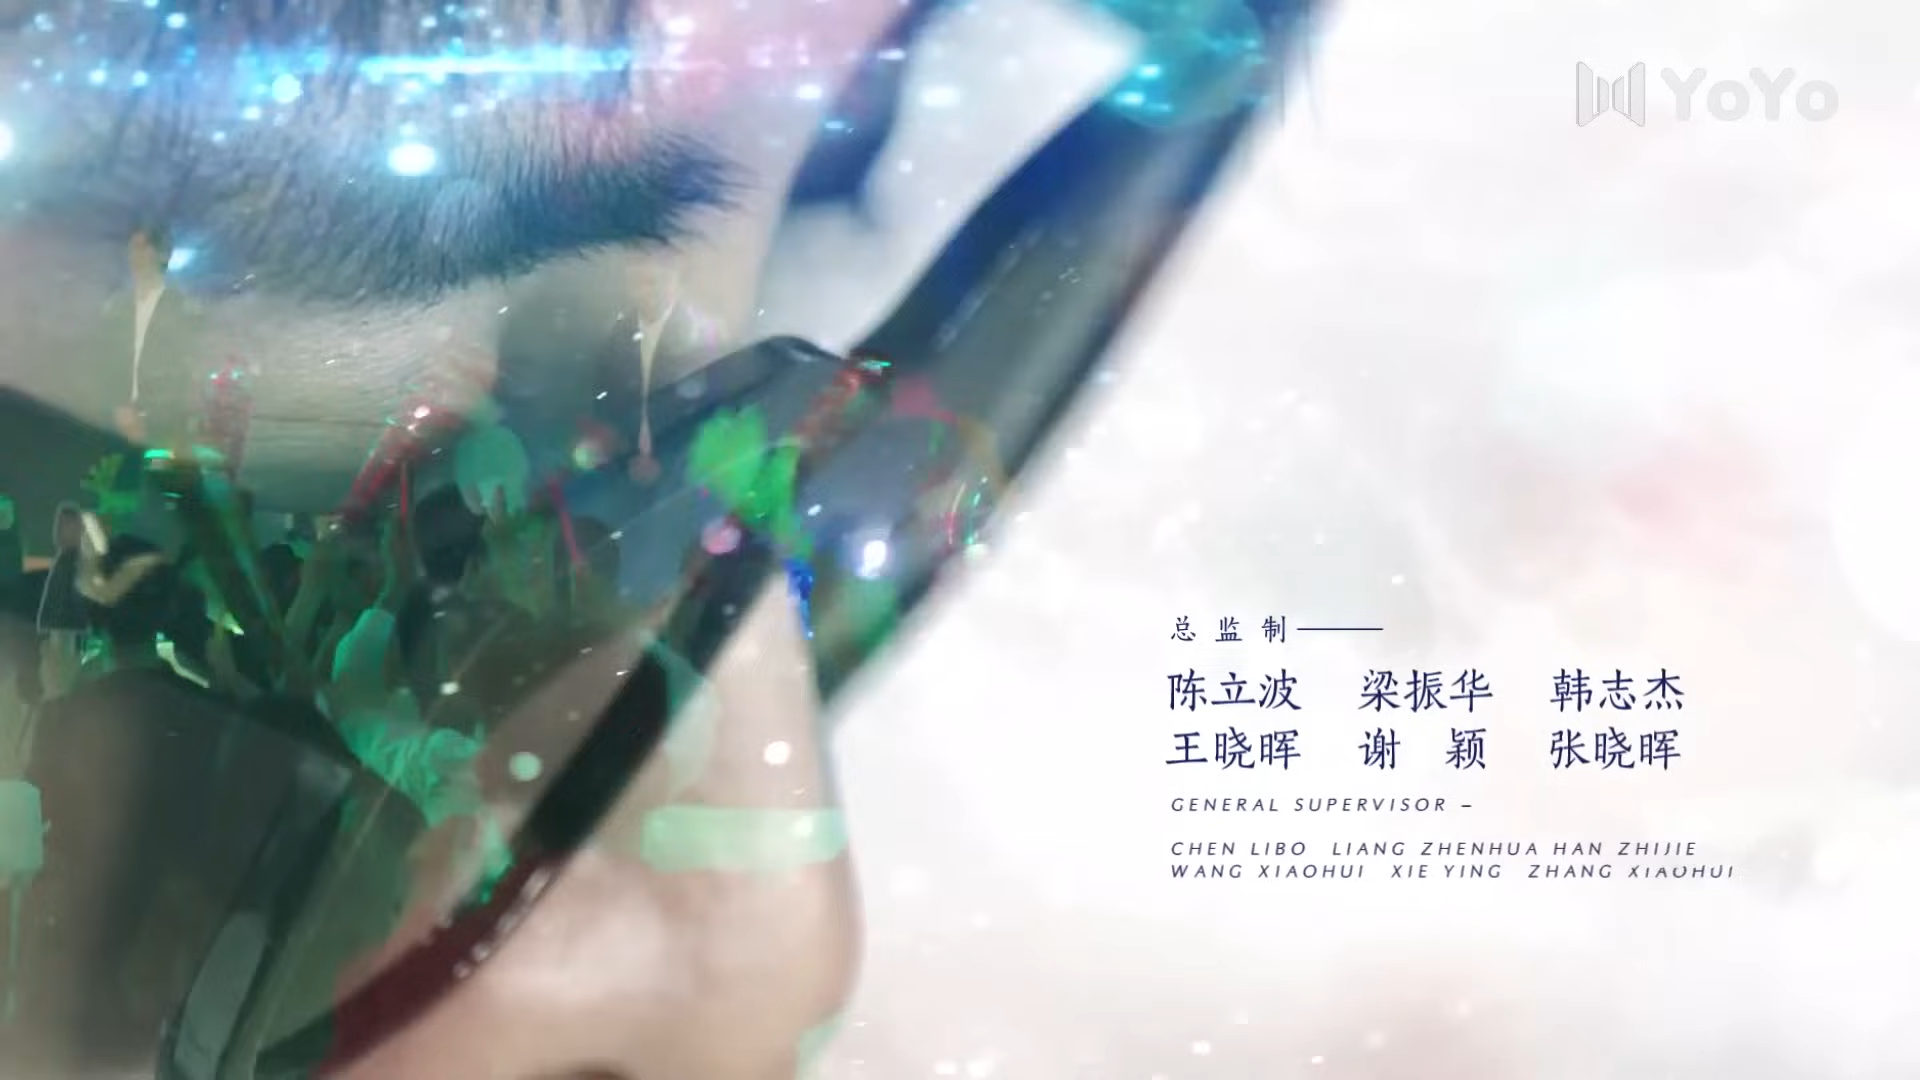 YoYo
总监制——
陈立波 梁振华 韩志杰
王晓晖 谢 颖 张晓晖
GENERAL SUPERVISOR –
CHEN LIBO LIANG ZHENHUA HAN ZHIJIE
WANG XIAOHUI XIE YING ZHANG XIAOHUI